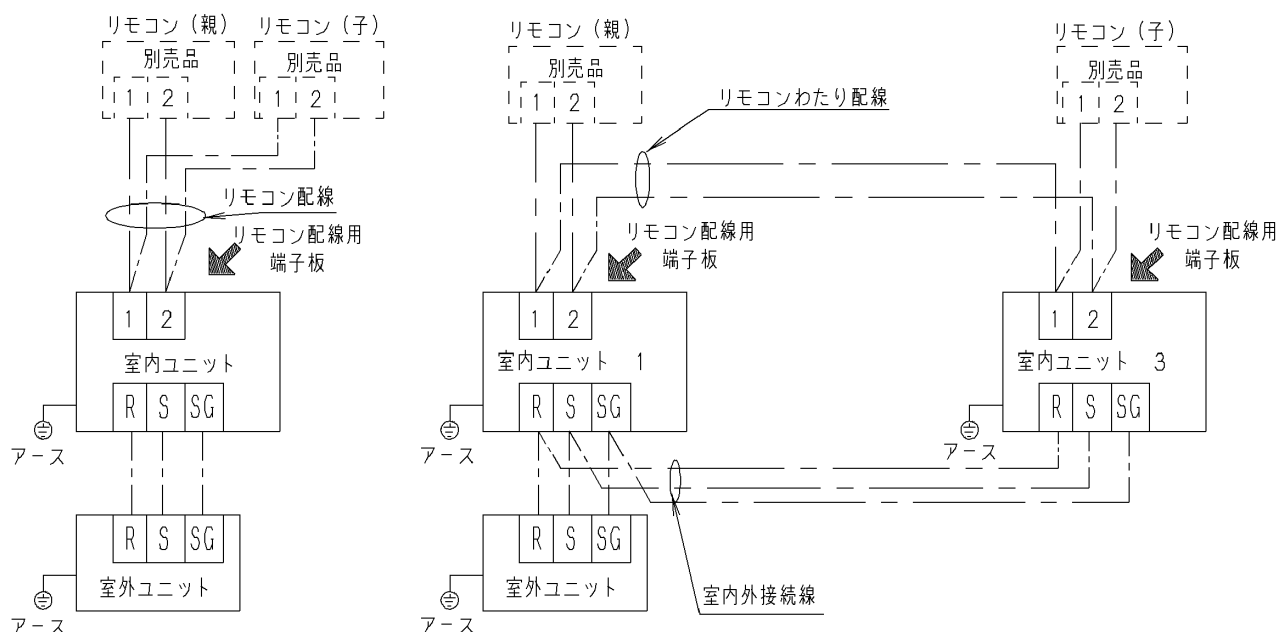 リモコン（親）
リモコン（子）
別売品
別売品
1 2
1 2
リモコン配線
リモコン配線用
端子板
1 2
室内ユニット
R S SG
アース
R S SG
室外ユニット
アース
リモコン（親）
別売品
1 2
リモコンわたり配線
リモコン（子）
別売品
1 2
リモコン配線用
端子板
リモコン配線用
端子板
1 2
室内ユニット 1
R S SG
アース
1 2
室内ユニット 3
R S SG
アース
R S SG
室外ユニット
アース
室内外接続線